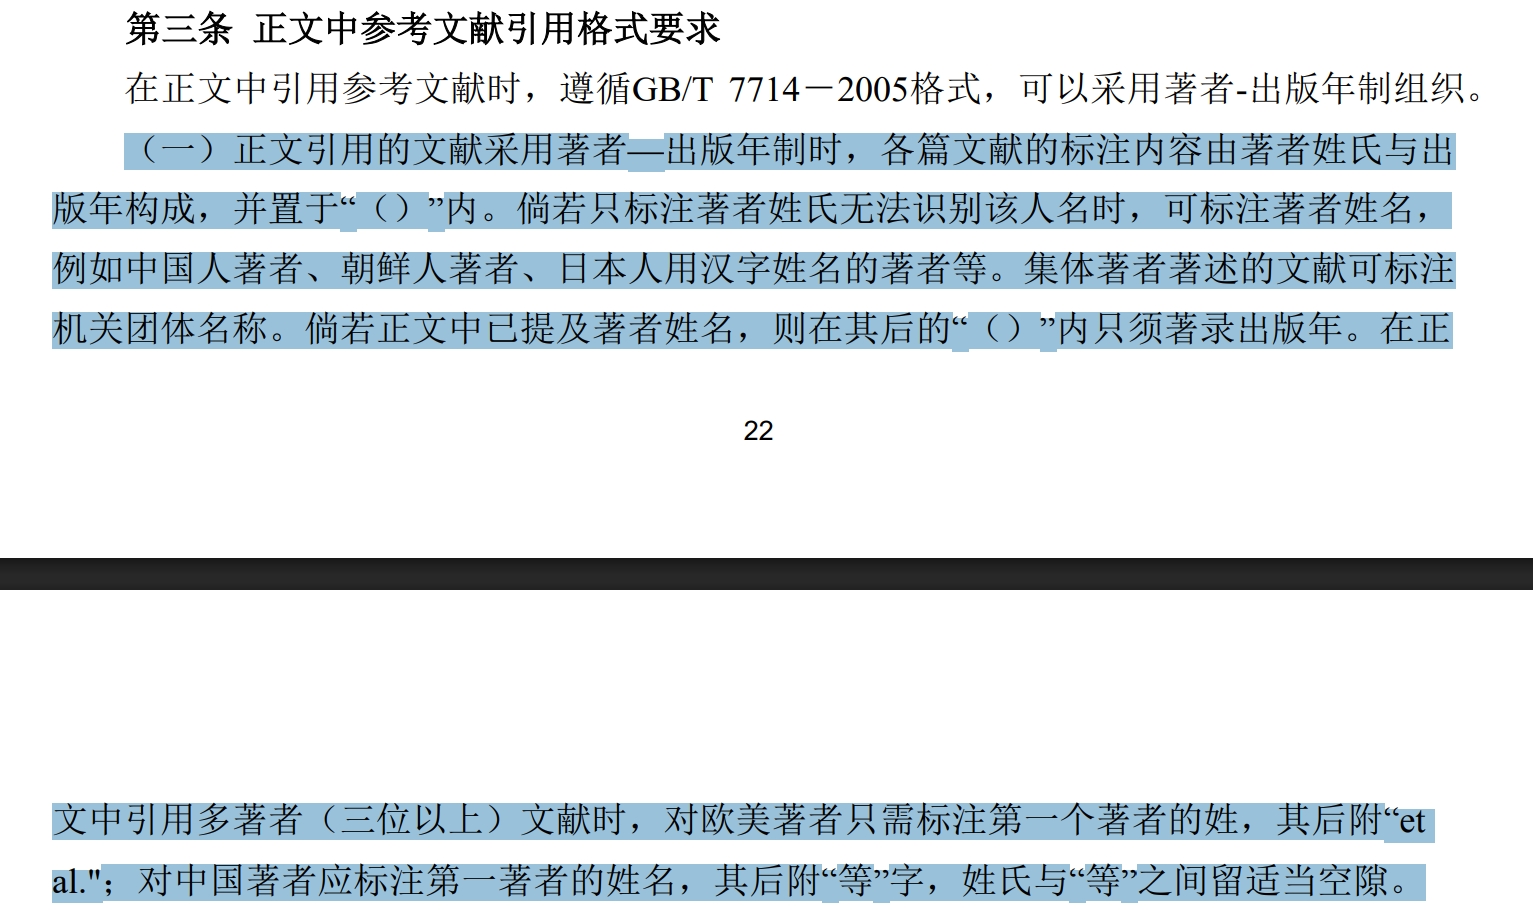 第三条 正文中参考文献引用格式要求
在正文中引用参考文献时，遵循GB/T 7714－2005格式，可以采用著者-出版年制组织。
（一）正文引用的文献采用著者—出版年制时，各篇文献的标注内容由著者姓氏与出
版年构成，并置于“（）”内。倘若只标注著者姓氏无法识别该人名时，可标注著者姓名，
例如中国人著者、朝鲜人著者、日本人用汉字姓名的著者等。集体著者著述的文献可标注
机关团体名称。倘若正文中已提及著者姓名，则在其后的“（）”内只须著录出版年。在正
22
文中引用多著者（三位以上）文献时，对欧美著者只需标注第一个著者的姓，其后附“et
al."；对中国著者应标注第一著者的姓名，其后附“等”字，姓氏与“等”之间留适当空隙。